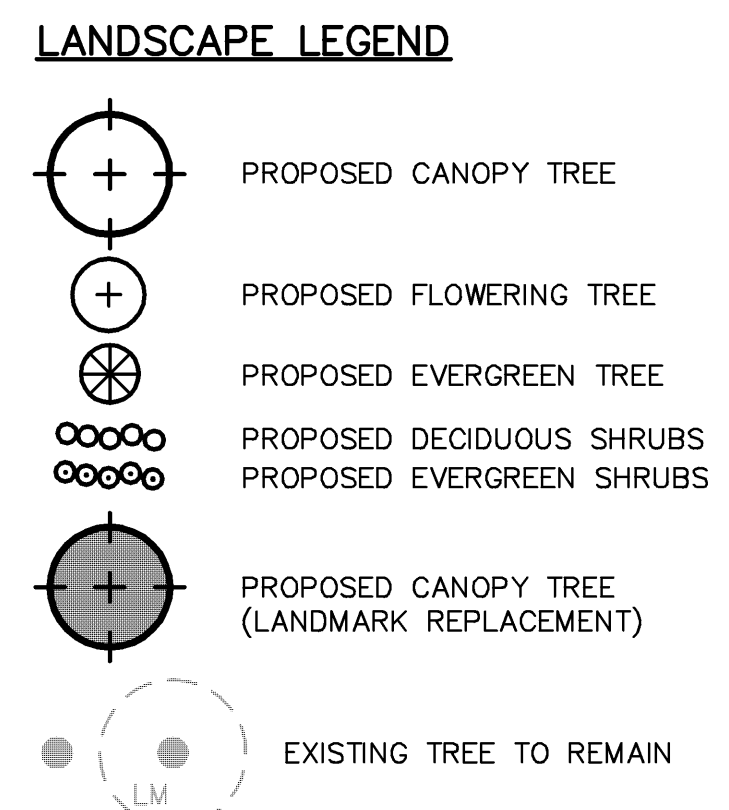 LANDSCAPE LEGEND
PROPOSED CANOPY TREE
PROPOSED FLOWERING TREE
PROPOSED EVERGREEN TREE
PROPOSED DECIDUOUS SHRUBS
PROPOSED EVERGREEN SHRUBS
PROPOSED CANOPY TREE
(LANDMARK REPLACEMENT)
EXISTING TREE TO REMAIN
LM